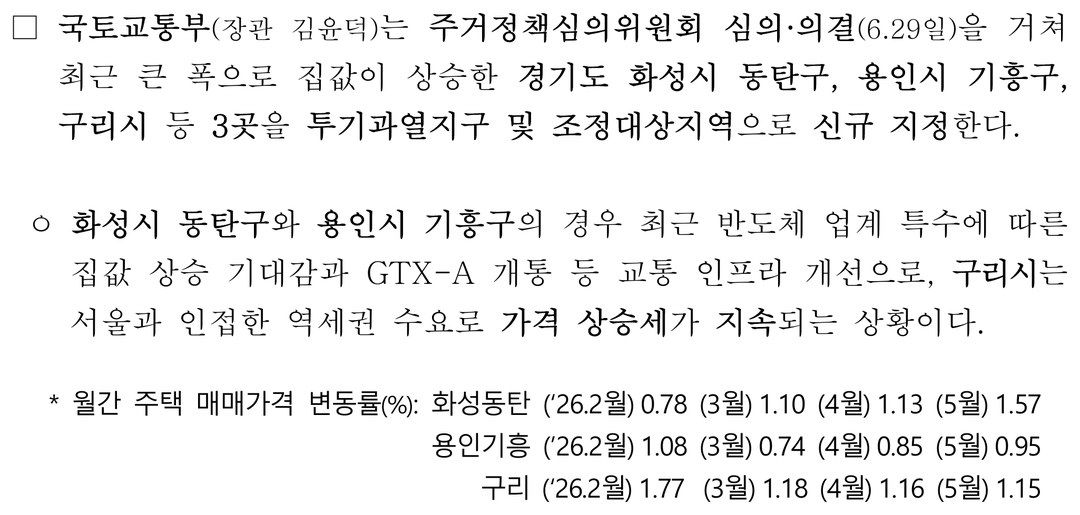 □ 국토교통부(장관 김윤덕)는 주거정책심의위원회 심의·의결(6.29일)을 거쳐
최근 큰 폭으로 집값이 상승한 경기도 화성시 동탄구, 용인시 기흥구,
구리시 등 3곳을 투기과열지구 및 조정대상지역으로 신규 지정한다.
ㅇ 화성시 동탄구와 용인시 기흥구의 경우 최근 반도체 업계 특수에 따른
집값 상승 기대감과 GTX-A 개통 등 교통 인프라 개선으로, 구리시는
서울과 인접한 역세권 수요로 가격 상승세가 지속되는 상황이다.
* 월간 주택 매매가격 변동률(%): 화성동탄 (‘26.2월) 0.78 (3월) 1.10 (4월) 1.13 (5월) 1.57
용인기흥 (‘26.2월) 1.08 (3월) 0.74 (4월) 0.85 (5월) 0.95
구리 (‘26.2월) 1.77 (3월) 1.18 (4월) 1.16 (5월) 1.15